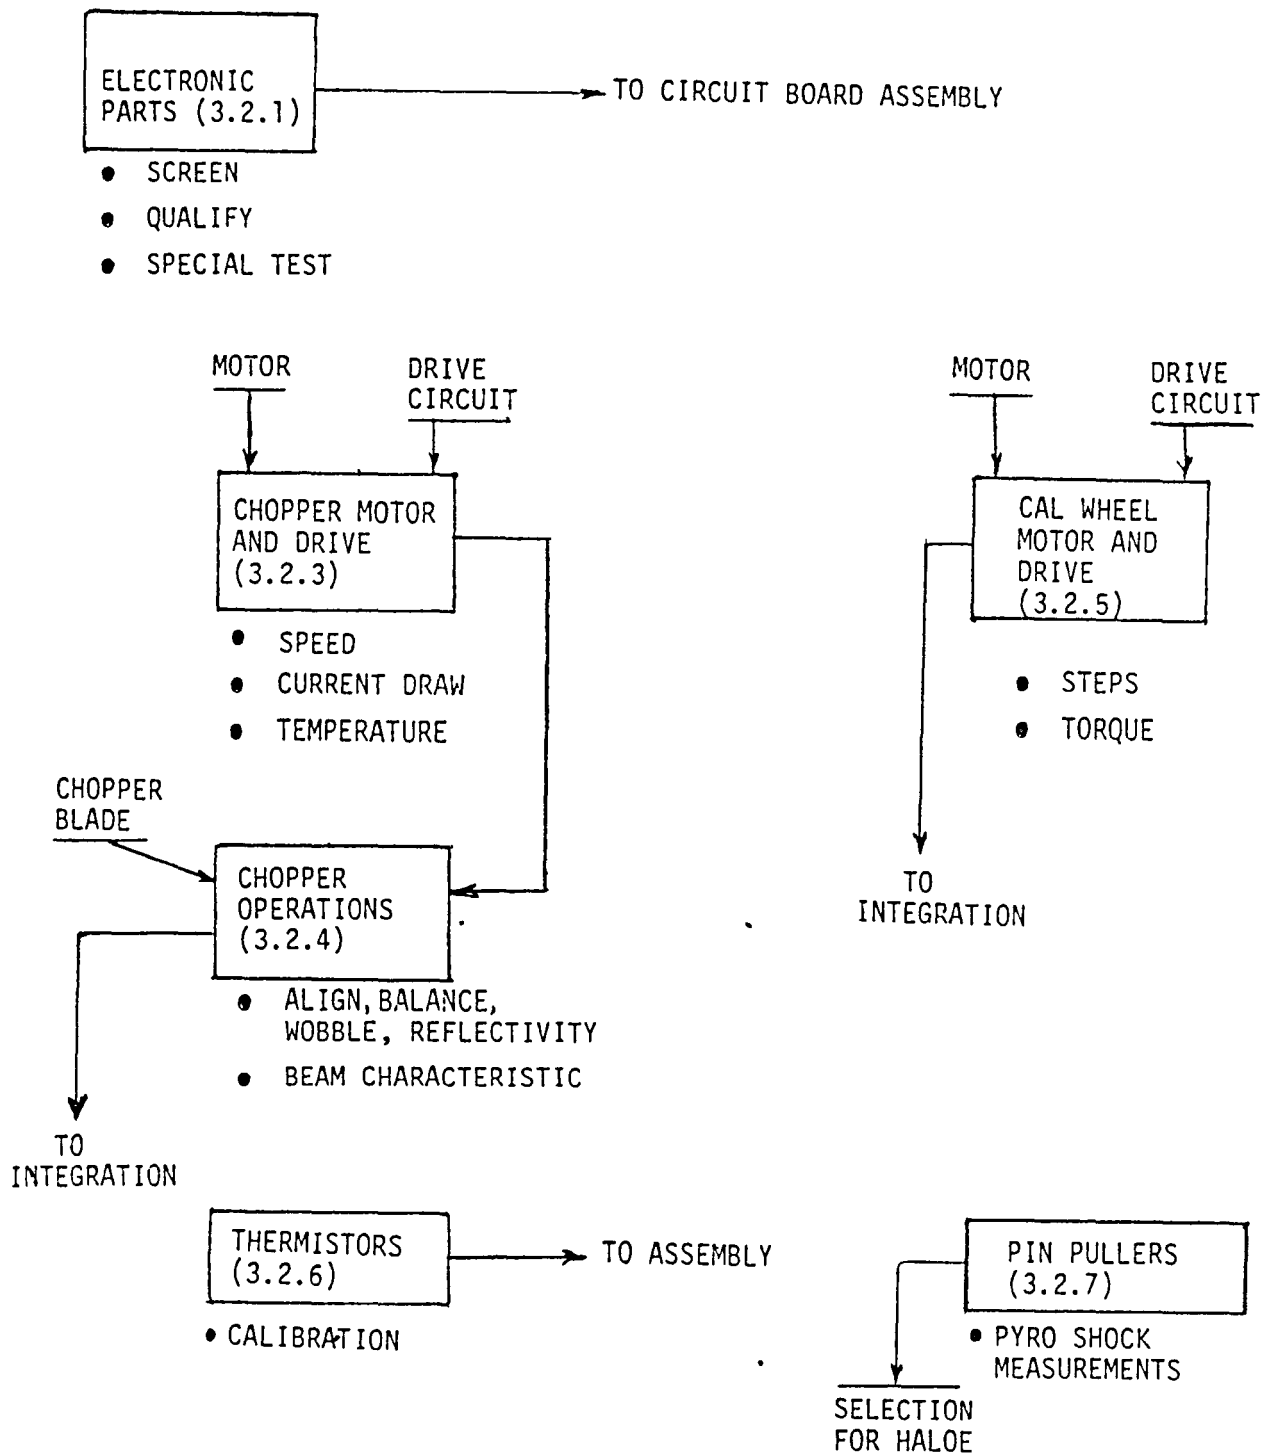 ELECTRONIC
PARTS (3.2.1)
TO CIRCUIT BOARD ASSEMBLY
● SCREEN
● QUALIFY
● SPECIAL TEST
MOTOR
DRIVE
CIRCUIT
CHOPPER MOTOR
AND DRIVE
(3.2.3)
● SPEED
● CURRENT DRAW
● TEMPERATURE
MOTOR
DRIVE
CIRCUIT
CAL WHEEL
MOTOR AND
DRIVE
(3.2.5)
● STEPS
● TORQUE
TO
INTEGRATION
CHOPPER
BLADE
CHOPPER
OPERATIONS
(3.2.4)
● ALIGN, BALANCE,
WOBBLE, REFLECTIVITY
● BEAM CHARACTERISTIC
TO
INTEGRATION
THERMISTORS
(3.2.6)
TO ASSEMBLY
● CALIBRATION
PIN PULLERS
(3.2.7)
● PYRO SHOCK
MEASUREMENTS
SELECTION
FOR HALOE